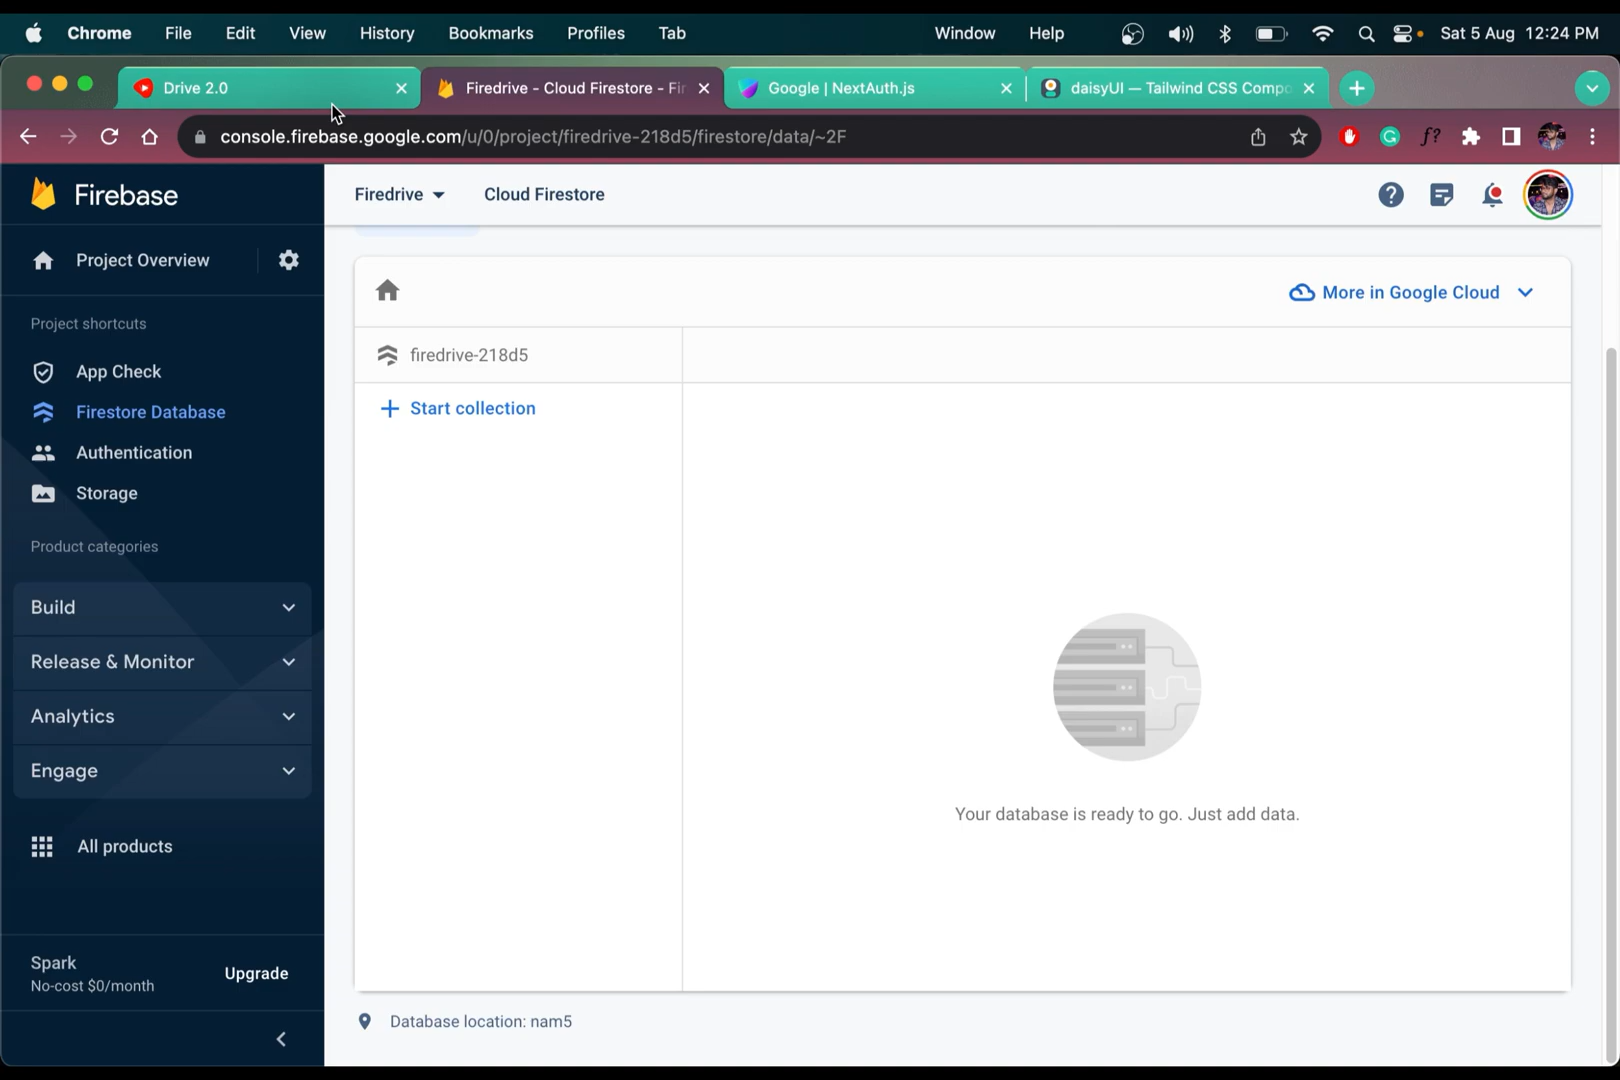 Chrome File Edit View History Bookmarks Profiles Tab Window Help Sat 5 Aug 12:24 PM
Drive 2.0 Firedrive - Cloud Firestore - Fir Google | NextAuth.js daisyUI — Tailwind CSS Compo
console.firebase.google.com/u/0/project/firedrive-218d5/firestore/data/~2F f?
Firebase
Firedrive Cloud Firestore
Project Overview
More in Google Cloud
Project shortcuts
firedrive-218d5
App Check
Start collection
Firestore Database
Authentication
Storage
Product categories
Build
Release & Monitor
Analytics
Engage
Your database is ready to go. Just add data.
All products
Spark
No-cost $0/month
Upgrade
Database location: nam5